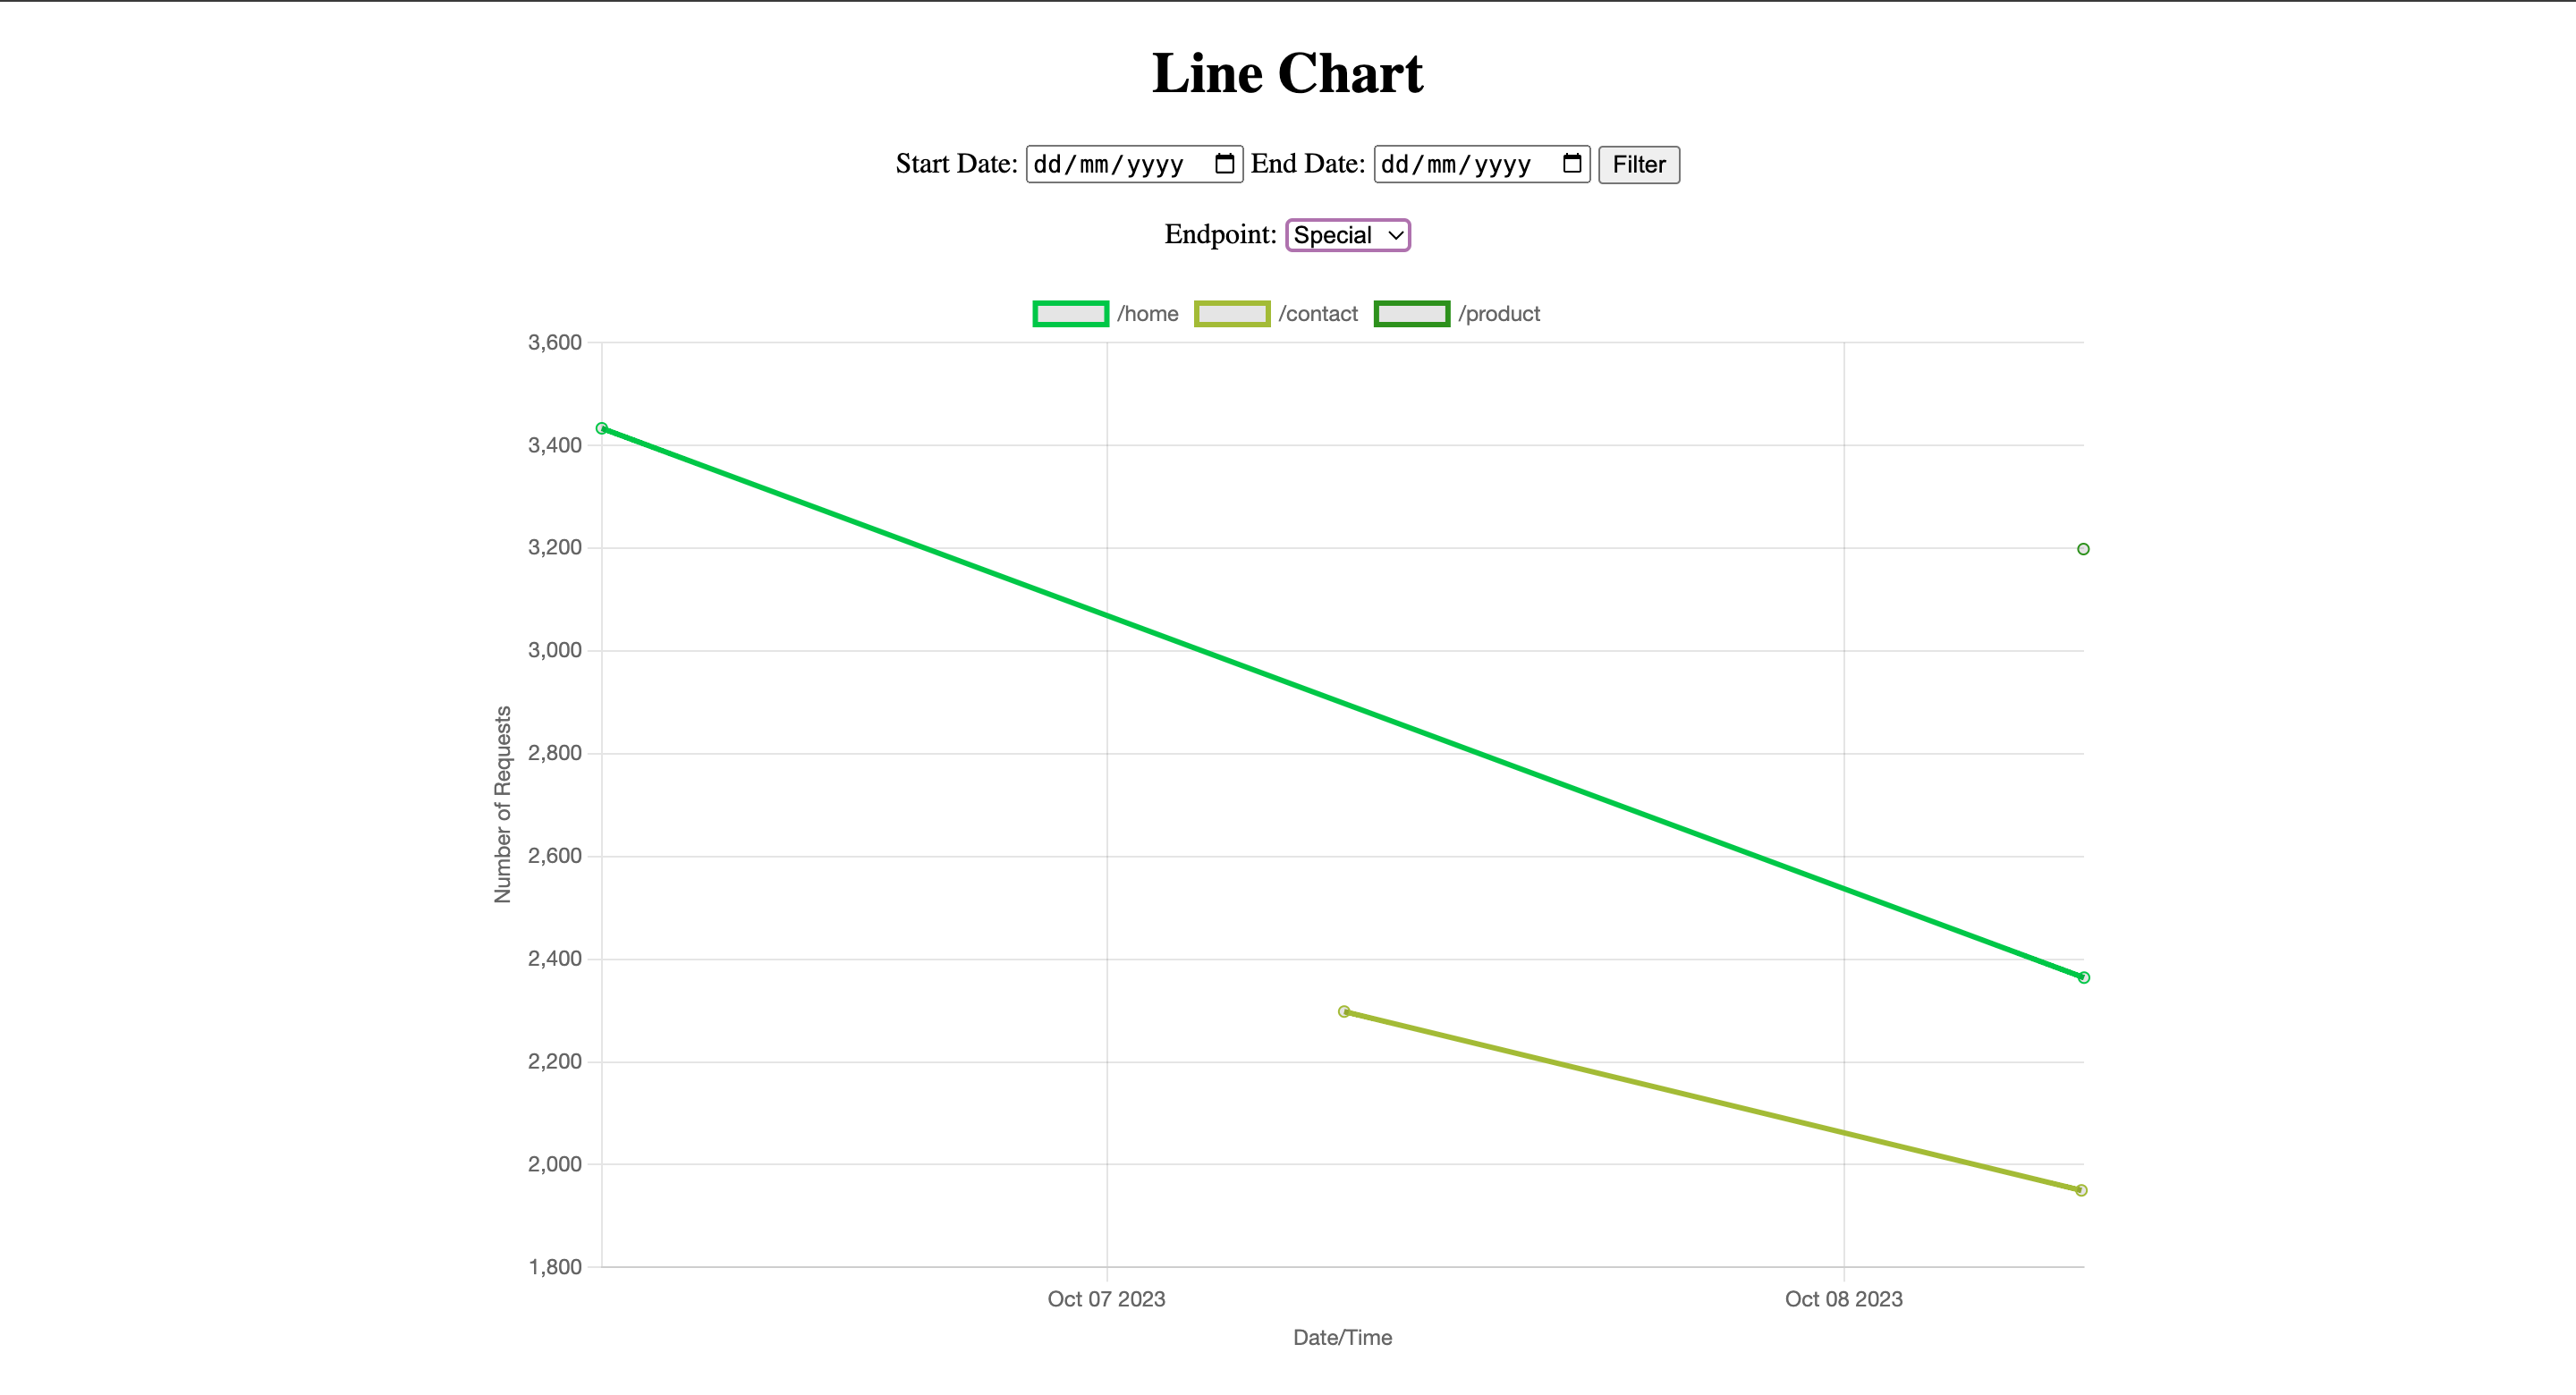 Line Chart
Start Date: dd/mm/yyyy End Date: dd/mm/yyyy Filter
Endpoint: Special
/home /contact /product
3,600
3,400
3,200
3,000
2,800
2,600
2,400
2,200
2,000
1,800
Number of Requests
Oct 07 2023 Oct 08 2023
Date/Time